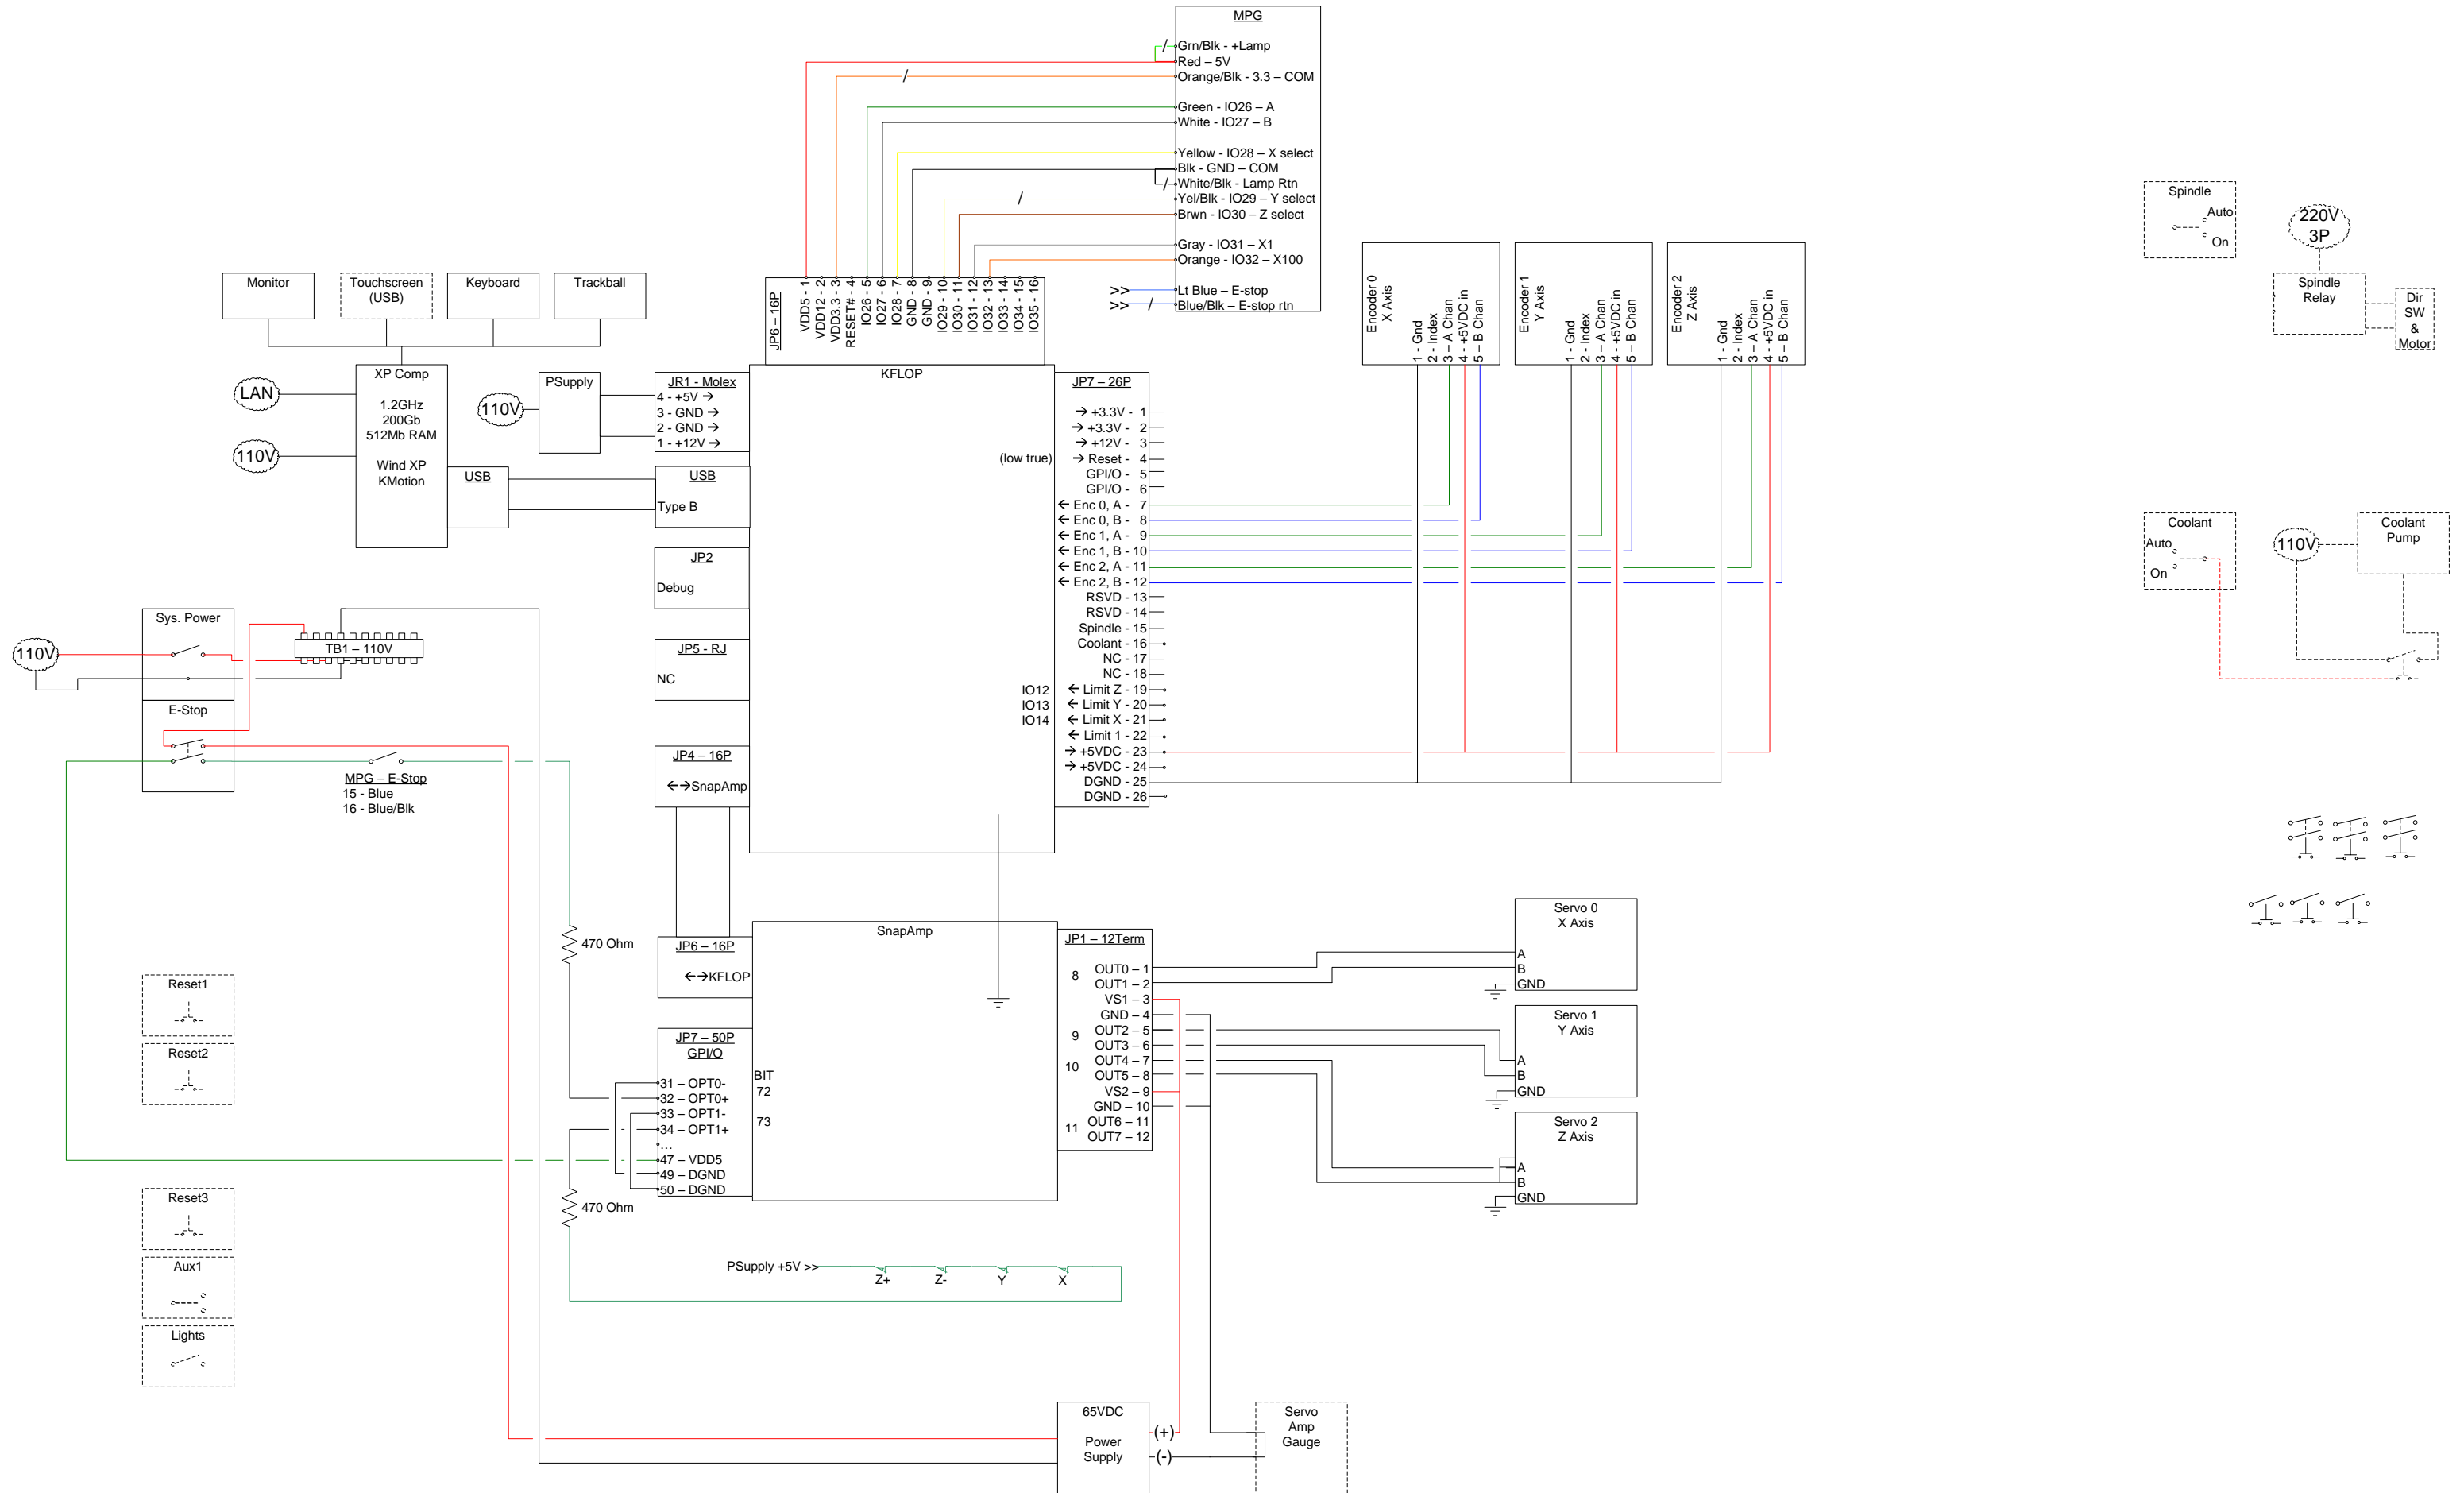 MPG
Grn/Blk - +Lamp
Red – 5V
Orange/Blk - 3.3 – COM
Green - IO26 – A
White - IO27 – B
Yellow - IO28 – X select
Blk - GND – COM
White/Blk - Lamp Rtn
Yel/Blk - IO29 – Y select
Brwn - IO30 – Z select
Gray - IO31 – X1
Orange - IO32 – X100
>> Lt Blue – E-stop
>> Blue/Blk – E-stop rtn
Spindle
Auto
On
220V
3P
Spindle
Relay
Dir
SW
&
Motor
Monitor
Touchscreen
(USB)
Keyboard
Trackball
JP6 – 16P
VDD5 - 1
VDD12 - 2
VDD3.3 - 3
RESET# - 4
IO26 - 5
IO27 - 6
IO28 - 7
GND - 8
GND - 9
IO29 - 10
IO30 - 11
IO31 - 12
IO32 - 13
IO33 - 14
IO34 - 15
IO35 - 16
Encoder 0
X Axis
1 - Gnd
2 - Index
3 – A Chan
4 - +5VDC in
5 – B Chan
Encoder 1
Y Axis
1 - Gnd
2 - Index
3 – A Chan
4 - +5VDC in
5 – B Chan
Encoder 2
Z Axis
1 - Gnd
2 - Index
3 – A Chan
4 - +5VDC in
5 – B Chan
LAN
110V
XP Comp
1.2GHz
200Gb
512Mb RAM
Wind XP
KMotion
USB
110V
PSupply
JR1 - Molex
4 - +5V →
3 - GND →
2 - GND →
1 - +12V →
USB
Type B
JP2
Debug
JP5 - RJ
NC
JP4 – 16P
←→SnapAmp
KFLOP
(low true)
IO12
IO13
IO14
JP7 – 26P
→ +3.3V - 1
→ +3.3V - 2
→ +12V - 3
→ Reset - 4
GPI/O - 5
GPI/O - 6
← Enc 0, A - 7
← Enc 0, B - 8
← Enc 1, A - 9
← Enc 1, B - 10
← Enc 2, A - 11
← Enc 2, B - 12
RSVD - 13
RSVD - 14
Spindle - 15
Coolant - 16
NC - 17
NC - 18
← Limit Z - 19
← Limit Y - 20
← Limit X - 21
← Limit 1 - 22
→ +5VDC - 23
→ +5VDC - 24
DGND - 25
DGND - 26
Coolant
Auto
On
110V
Coolant
Pump
110V
Sys. Power
TB1 – 110V
E-Stop
MPG – E-Stop
15 - Blue
16 - Blue/Blk
470 Ohm
JP6 – 16P
←→KFLOP
JP7 – 50P
GPI/O
31 – OPT0-
32 – OPT0+
33 – OPT1-
34 – OPT1+
...
47 – VDD5
49 – DGND
50 – DGND
SnapAmp
BIT
72
73
JP1 – 12Term
8
9
10
11
OUT0 – 1
OUT1 – 2
VS1 – 3
GND – 4
OUT2 – 5
OUT3 – 6
OUT4 – 7
OUT5 – 8
VS2 – 9
GND – 10
OUT6 – 11
OUT7 – 12
Servo 0
X Axis
A
B
GND
Servo 1
Y Axis
A
B
GND
Servo 2
Z Axis
A
B
GND
Reset1
Reset2
Reset3
Aux1
Lights
470 Ohm
PSupply +5V >>
Z+
Z-
Y
X
65VDC
Power
Supply
(+)
(-)
Servo
Amp
Gauge